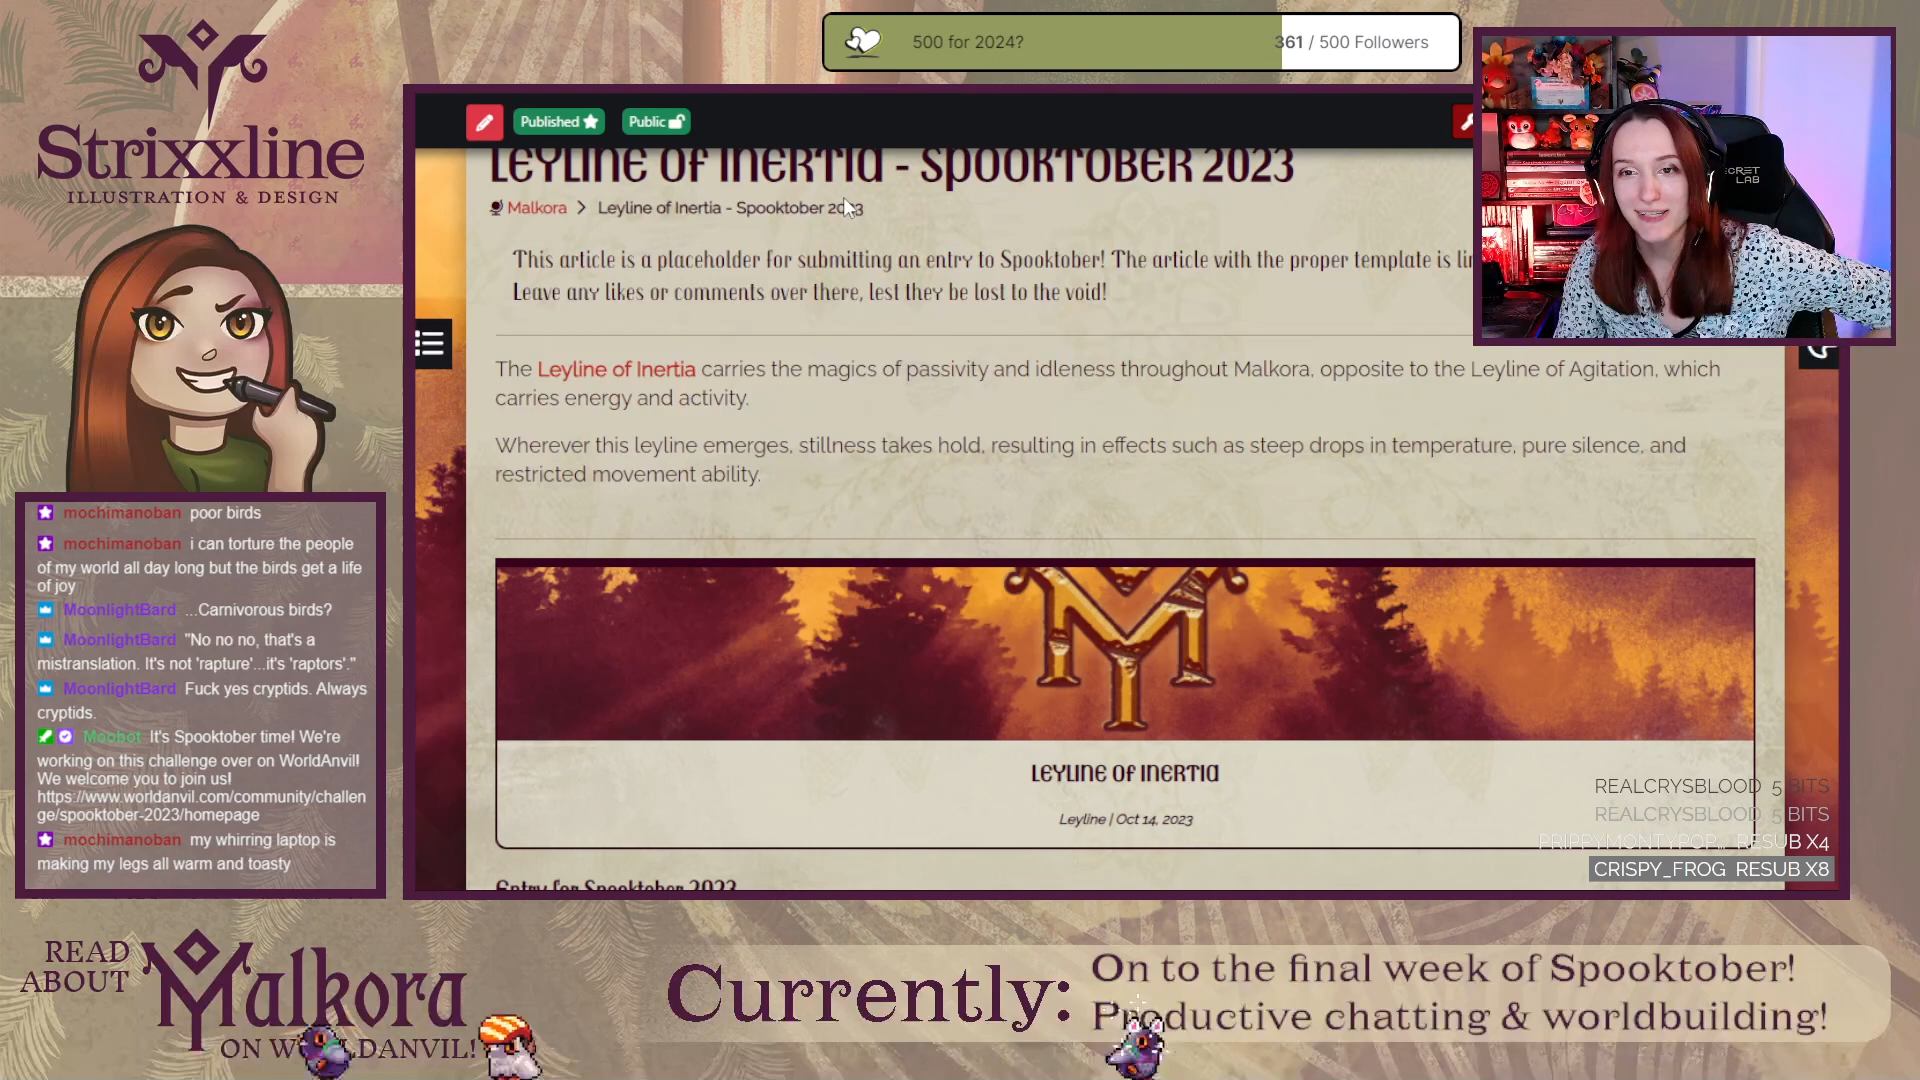 Strixxline
ILLUSTRATION & DESIGN
500 for 2024?
361 / 500 Followers
Published
Public
LEYLINE OF INERTIA - SPOOKTOBER 2023
Malkora > Leyline of Inertia - Spooktober 2023
This article is a placeholder for submitting an entry to Spooktober! The article with the proper template is
Leave any likes or comments over there, lest they be lost to the void!
The Leyline of Inertia carries the magics of passivity and idleness throughout Malkora, opposite to the Leyline of Agitation, which
carries energy and activity.
Wherever this leyline emerges, stillness takes hold, resulting in effects such as steep drops in temperature, pure silence, and
restricted movement ability.
LEYLINE OF INERTIA
Leyline | Oct 14, 2023
Entry for Spooktober 2023
SECRET
LAB
REALCRYSBLOOD 5 BITS
REALCRYSBLOOD 5 BITS
PRIPPYMONTYPOP... RESUB X4
CRISPY_FROG RESUB X8
mochimanoban poor birds
mochimanoban i can torture the people
of my world all day long but the birds get a life
of joy
MoonlightBard ...Carnivorous birds?
MoonlightBard "No no no, that's a
mistranslation. It's not 'rapture'...it's 'raptors'."
MoonlightBard Fuck yes cryptids. Always
cryptids.
Moobot It's Spooktober time! We're
working on this challenge over on WorldAnvil!
We welcome you to join us!
https://www.worldanvil.com/community/challen
ge/spooktober-2023/homepage
mochimanoban my whirring laptop is
making my legs all warm and toasty
READ
ABOUT
Malkora
ON WORLDANVIL!
Currently:
On to the final week of Spooktober!
Productive chatting & worldbuilding!